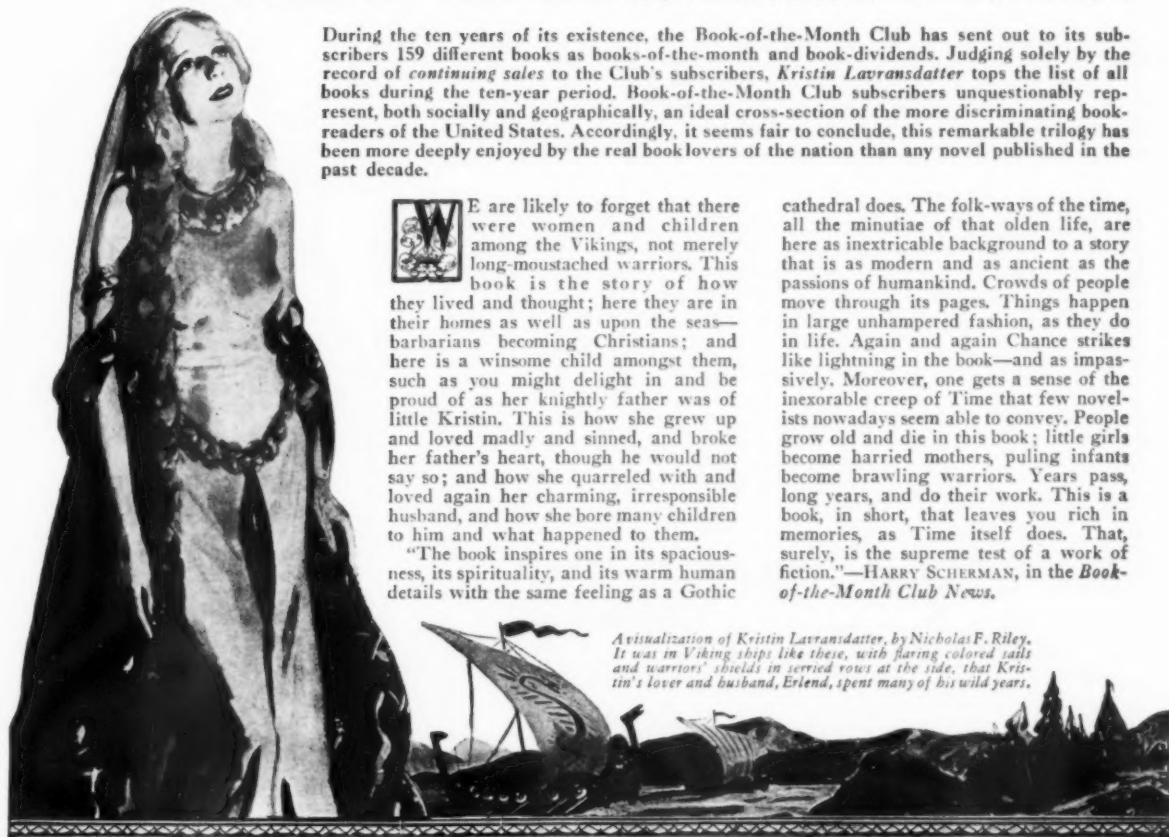 During the ten years of its existence, the Book-of-the-Month Club has sent out to its sub-
scribers 159 different books as books-of-the-month and book-dividends. Judging solely by the
record of continuing sales to the Club's subscribers, Kristin Lavransdatter tops the list of all
books during the ten-year period. Book-of-the-Month Club subscribers unquestionably rep-
resent, both socially and geographically, an ideal cross-section of the more discriminating book-
readers of the United States. Accordingly, it seems fair to conclude, this remarkable trilogy has
been more deeply enjoyed by the real booklovers of the nation than any novel published in the
past decade.
WE are likely to forget that there
were women and children
among the Vikings, not merely
long-moustached warriors. This
book is the story of how
they lived and thought; here they are in
their homes as well as upon the seas—
barbarians becoming Christians; and
here is a winsome child amongst them,
such as you might delight in and be
proud of as her knightly father was of
little Kristin. This is how she grew up
and loved madly and sinned, and broke
her father's heart, though he would not
say so; and how she quarreled with and
loved again her charming, irresponsible
husband, and how she bore many children
to him and what happened to them.
"The book inspires one in its spacious-
ness, its spirituality, and its warm human
details with the same feeling as a Gothic
cathedral does. The folk-ways of the time,
all the minutiae of that olden life, are
here as inextricable background to a story
that is as modern and as ancient as the
passions of humankind. Crowds of people
move through its pages. Things happen
in large unhampered fashion, as they do
in life. Again and again Chance strikes
like lightning in the book—and as impas-
sively. Moreover, one gets a sense of the
inexorable creep of Time that few novel-
ists nowadays seem able to convey. People
grow old and die in this book; little girls
become harried mothers, puling infants
become brawling warriors. Years pass,
long years, and do their work. This is a
book, in short, that leaves you rich in
memories, as Time itself does. That,
surely, is the supreme test of a work of
fiction."—HARRY SCHERMAN, in the Book-
of-the-Month Club News.
A visualization of Kristin Lavransdatter, by Nicholas F. Riley.
It was in Viking ships like these, with flaring colored sails
and warriors' shields in serried rows at the side, that Kris-
tin's lover and husband, Erlend, spent many of his wild years.